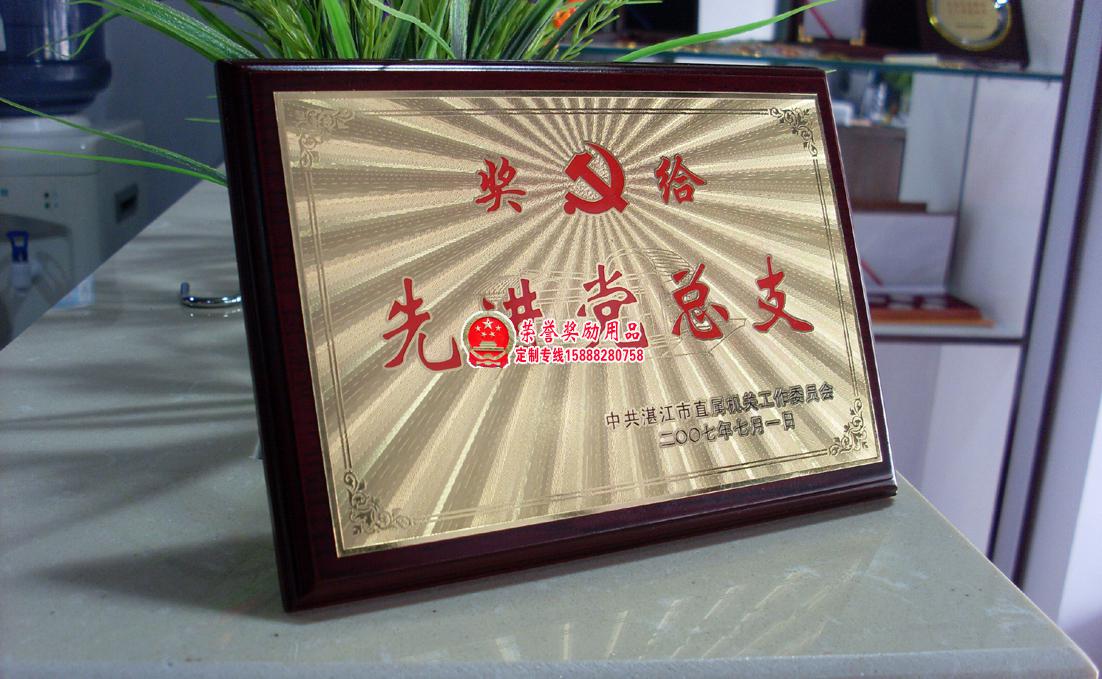 奖 给
先进党总支
荣誉奖励用品
定制专线15888280758
中共湛江市直属机关工作委员会
二〇〇七年七月一日